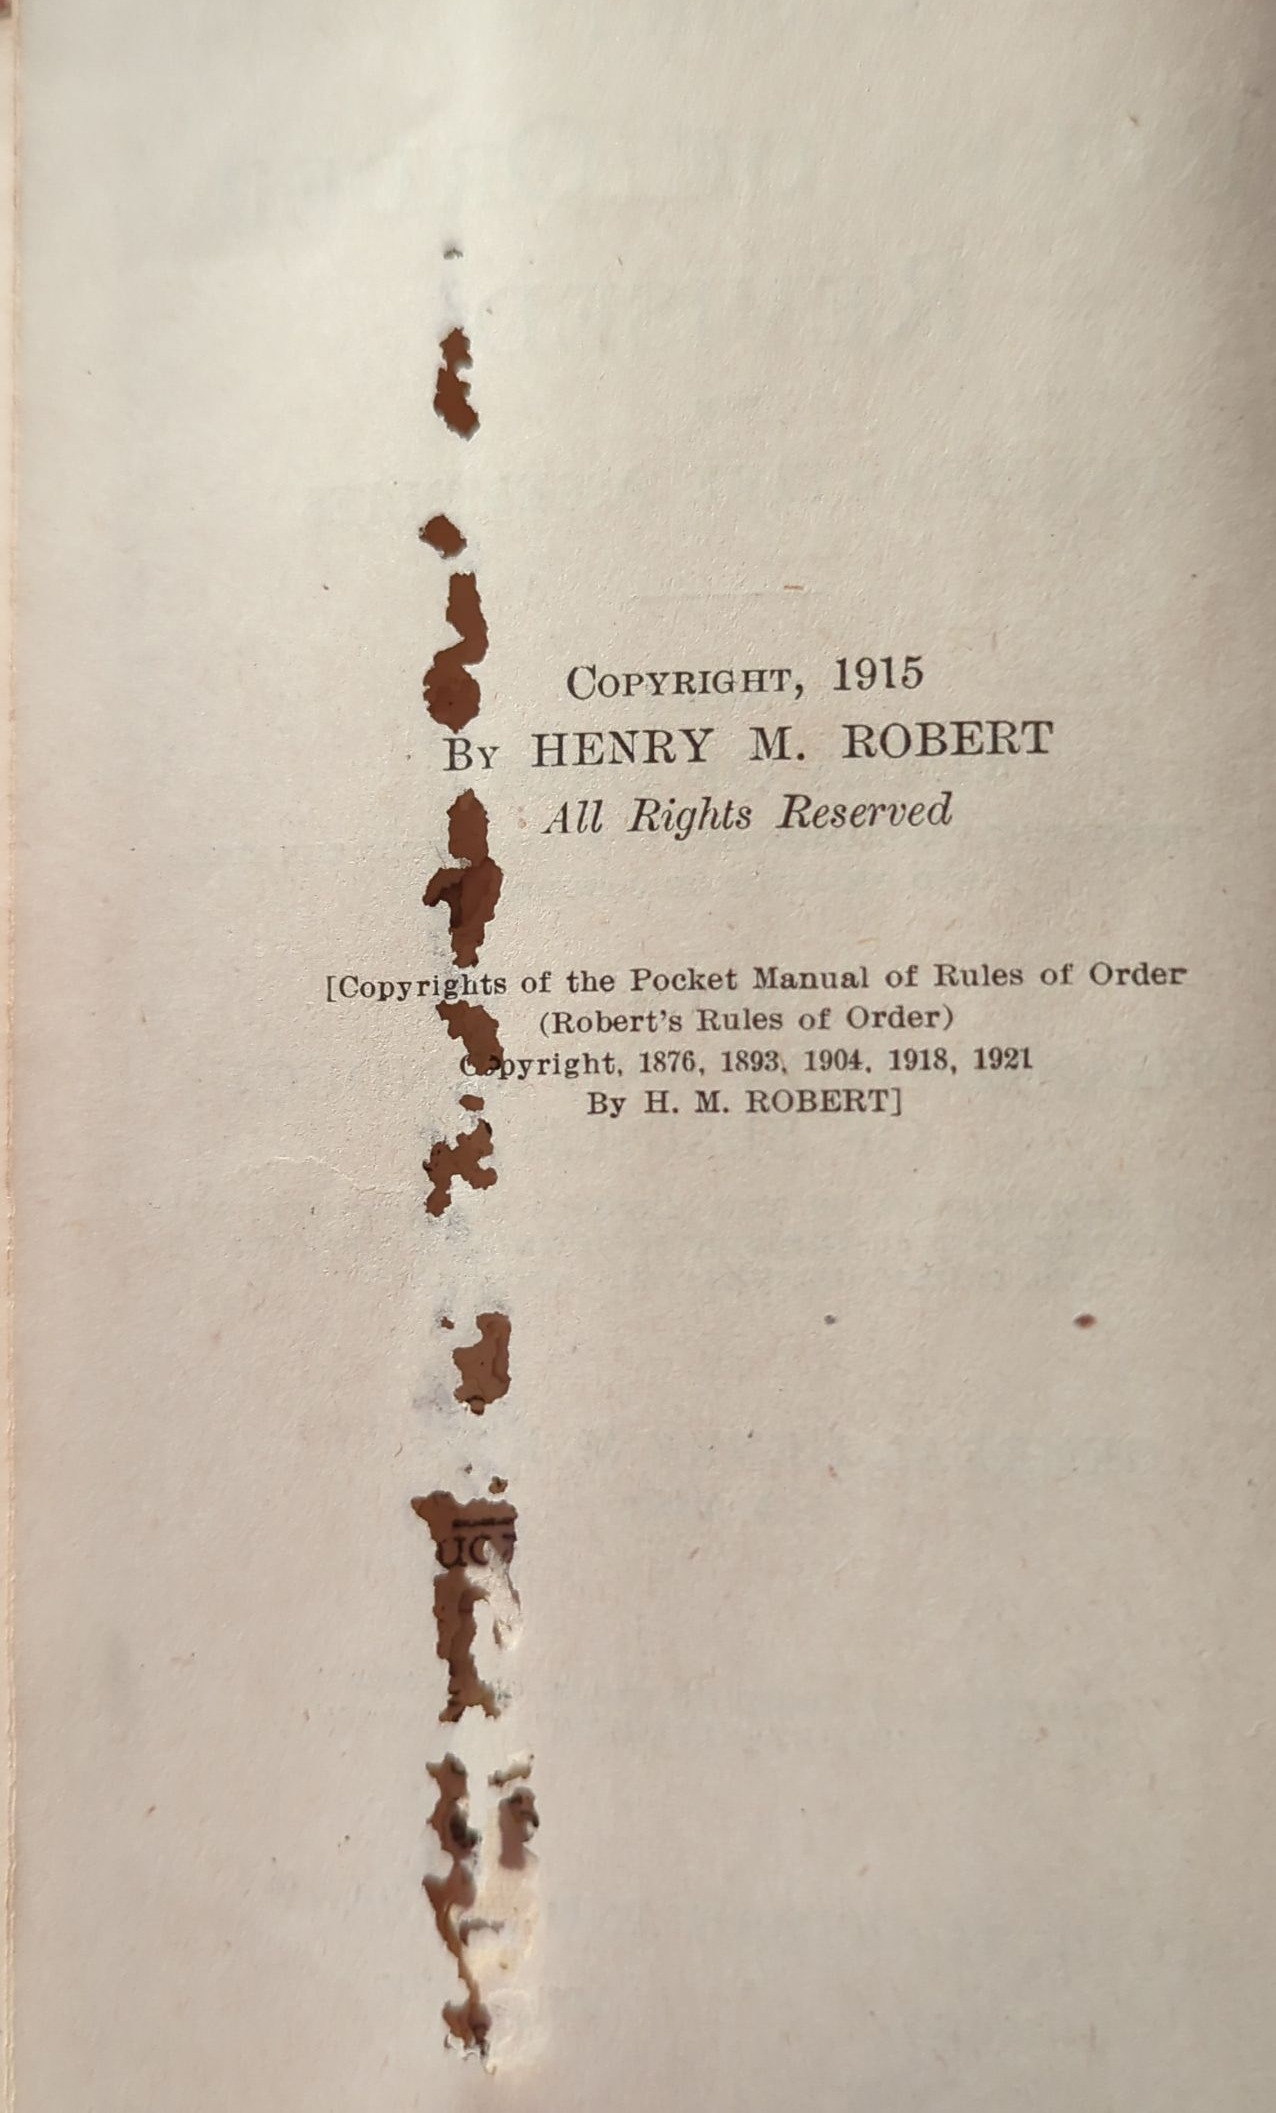 Copyright, 1915
By HENRY M. ROBERT
All Rights Reserved
[Copyrights of the Pocket Manual of Rules of Order
(Robert's Rules of Order)
Copyright, 1876, 1893, 1904, 1918, 1921
By H. M. ROBERT]